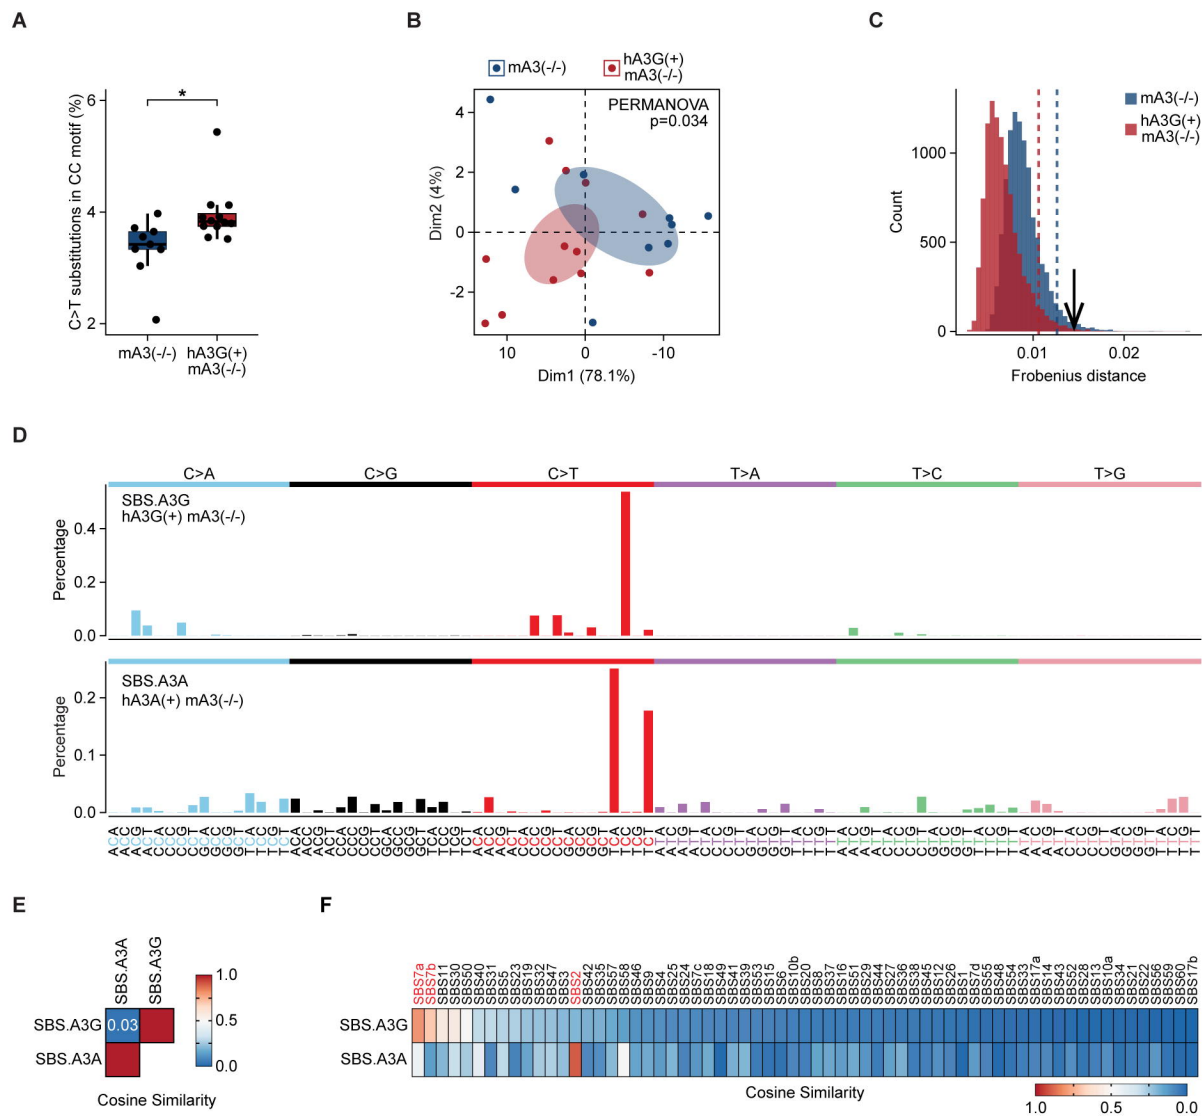 A
6
4
2
C>T substitutions in CC motif (%)
*
mA3(-/-)
hA3G(+)
mA3(-/-)
B
mA3(-/-)
hA3G(+)
mA3(-/-)
PERMANOVA
p=0.034
4
2
0
-2
Dim2 (4%)
10
0
-10
Dim1 (78.1%)
C
mA3(-/-)
hA3G(+)
mA3(-/-)
1000
500
0
Count
0.01
0.02
Frobenius distance
D
C>A
C>G
C>T
T>A
T>C
T>G
SBS.A3G
hA3G(+) mA3(-/-)
0.4
0.2
0.0
Percentage
SBS.A3A
hA3A(+) mA3(-/-)
0.2
0.1
0.0
Percentage
E
SBS.A3A
SBS.A3G
SBS.A3G
0.03
SBS.A3A
1.0
0.5
0.0
Cosine Similarity
F
SBS7a
SBS7b
SBS11
SBS30
SBS50
SBS40
SBS31
SBS5
SBS23
SBS19
SBS32
SBS47
SBS3
SBS2
SBS42
SBS35
SBS57
SBS58
SBS46
SBS9
SBS4
SBS25
SBS24
SBS7c
SBS18
SBS49
SBS41
SBS39
SBS53
SBS15
SBS6
SBS10b
SBS20
SBS8
SBS37
SBS51
SBS16
SBS29
SBS44
SBS27
SBS36
SBS38
SBS45
SBS12
SBS26
SBS1
SBS7d
SBS55
SBS48
SBS54
SBS33
SBS17a
SBS14
SBS43
SBS52
SBS28
SBS13
SBS10a
SBS34
SBS21
SBS22
SBS56
SBS59
SBS60
SBS17b
SBS.A3G
SBS.A3A
Cosine Similarity
1.0
0.5
0.0